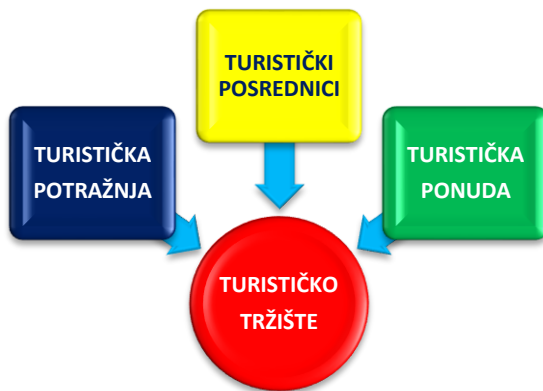 TURISTIČKI
POSREDNICI
TURISTIČKA
POTRAŽNJA
TURISTIČKA
PONUDA
TURISTIČKO
TRŽIŠTE